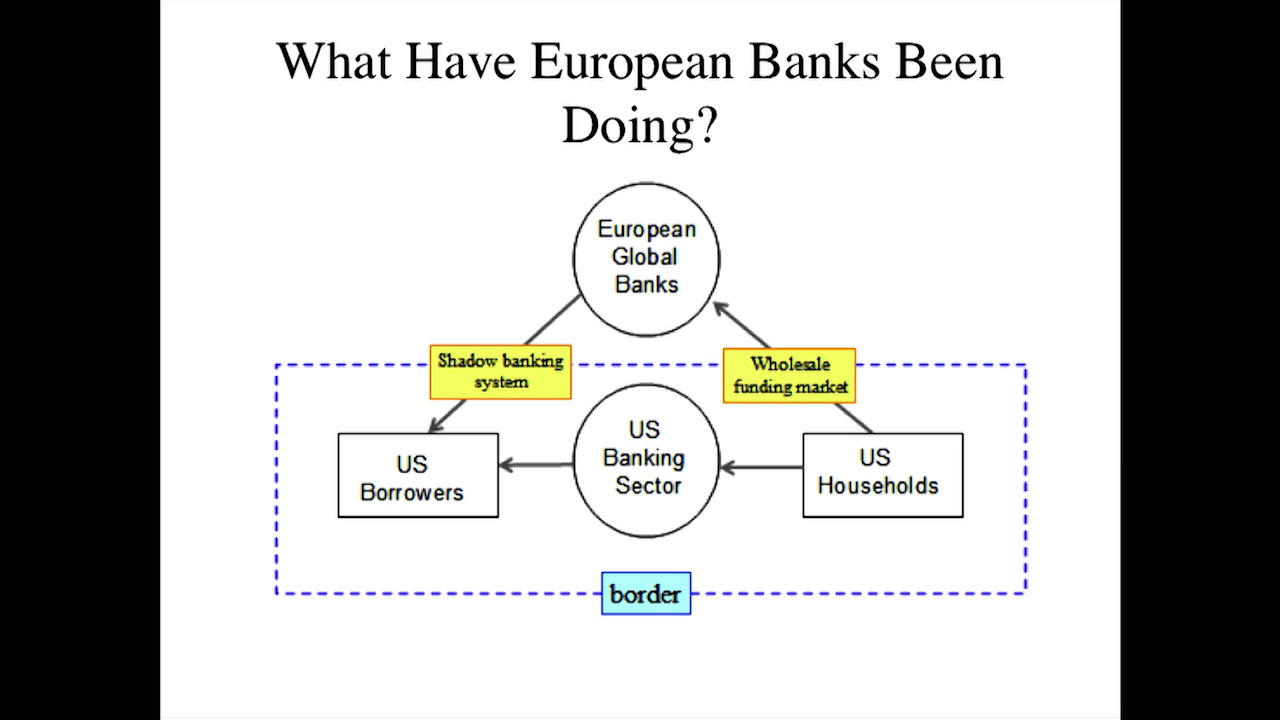 What Have European Banks Been
Doing?
European
Global
Banks
Shadow banking
system
Wholesale
funding market
US
Borrowers
US
Banking
Sector
US
Households
border